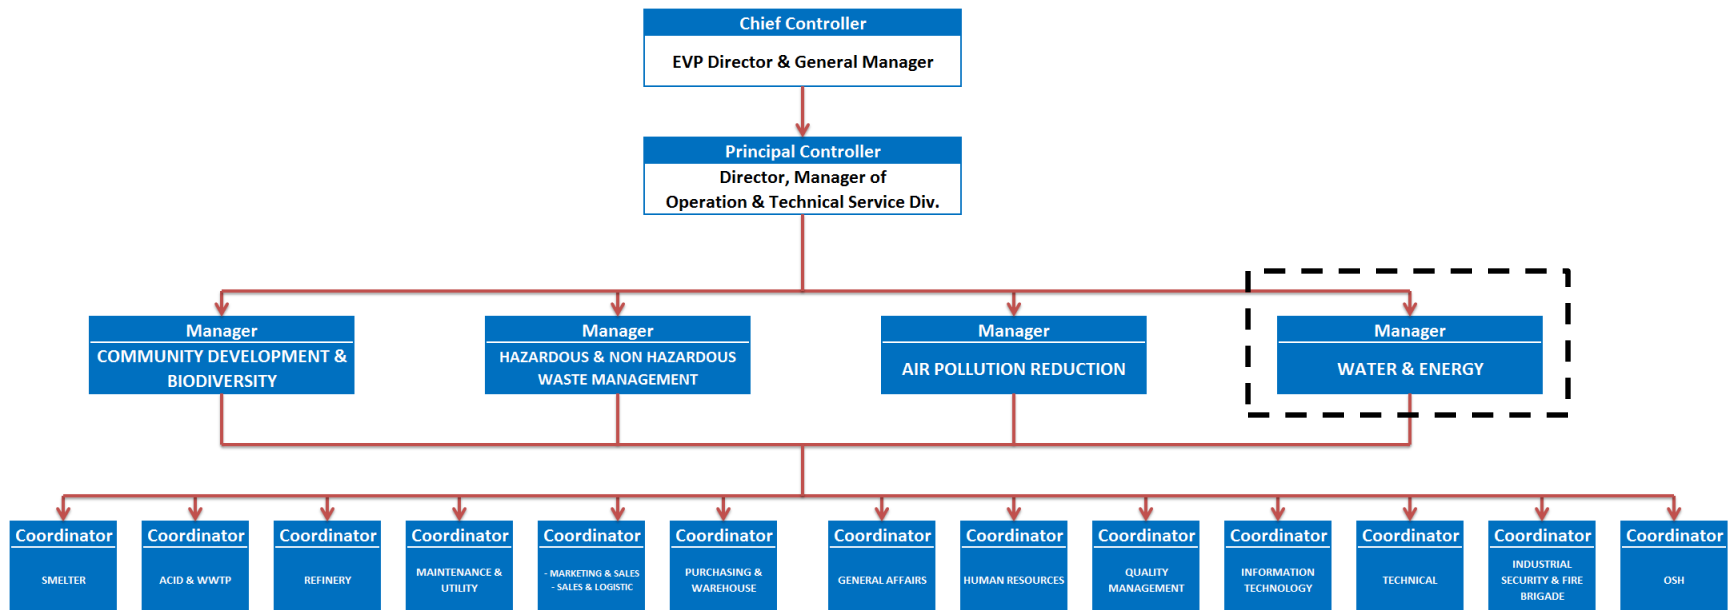 Chief Controller
EVP Director & General Manager
Principal Controller
Director, Manager of
Operation & Technical Service Div.
Manager
COMMUNITY DEVELOPMENT &
BIODIVERSITY
Manager
HAZARDOUS & NON HAZARDOUS
WASTE MANAGEMENT
Manager
AIR POLLUTION REDUCTION
Manager
WATER & ENERGY
Coordinator
SMELTER
Coordinator
ACID & WWTP
Coordinator
REFINERY
Coordinator
MAINTENANCE &
UTILITY
Coordinator
- MARKETING & SALES
- SALES & LOGISTIC
Coordinator
PURCHASING &
WAREHOUSE
Coordinator
GENERAL AFFAIRS
Coordinator
HUMAN RESOURCES
Coordinator
QUALITY
MANAGEMENT
Coordinator
INFORMATION
TECHNOLOGY
Coordinator
TECHNICAL
Coordinator
INDUSTRIAL
SECURITY & FIRE
BRIGADE
Coordinator
OSH